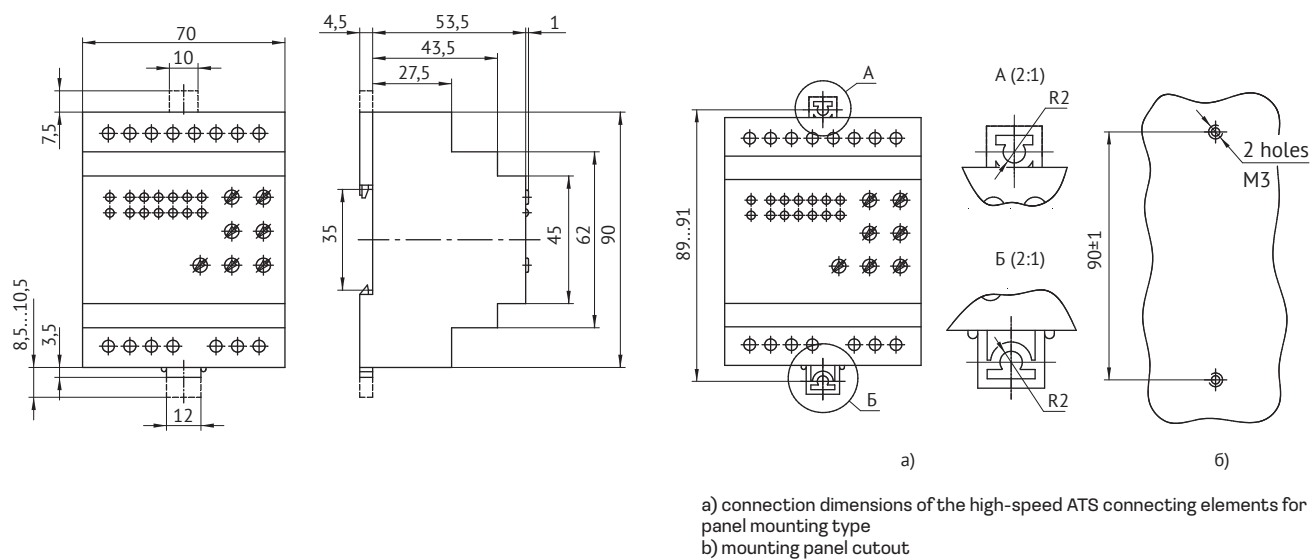 4,5
53,5
1
70
43,5
10
27,5
7,5
35
45
62
90
8,5...10,5
3,5
12
А
А (2:1)
R2
2 holes
M3
89...91
90±1
Б (2:1)
Б
R2
а)
б)
a) connection dimensions of the high-speed ATS connecting elements for
panel mounting type
b) mounting panel cutout